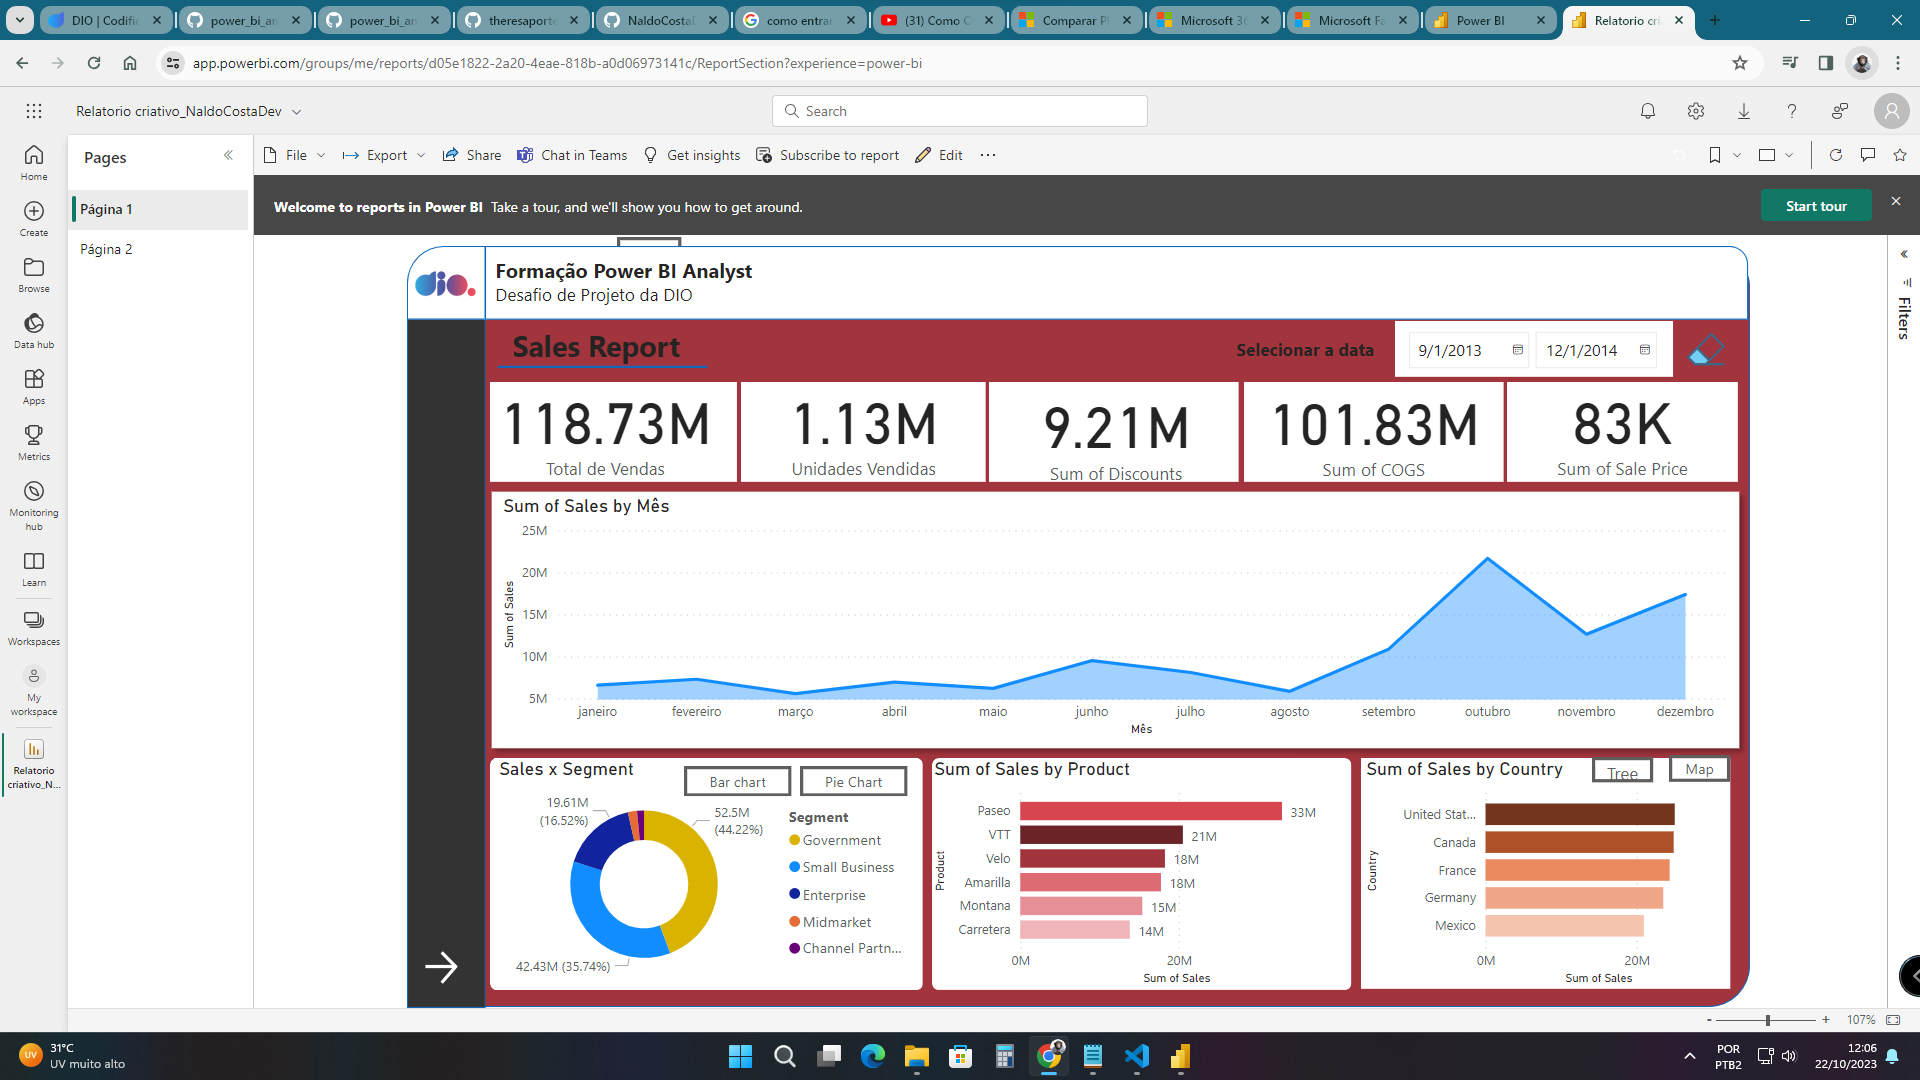 DIO | Codific
power_bi_an
power_bi_an
theresaporte
NaldoCosta
como entrar
(31) Como C
Comparar Pl
Microsoft 36
Microsoft Fa
Power BI
Relatorio cri
app.powerbi.com/groups/me/reports/d05e1822-2a20-4eae-818b-a0d06973141c/ReportSection?experience=power-bi
Relatorio criativo_NaldoCostaDev
Search
Home
Create
Browse
Data hub
Apps
Metrics
Monitoring
hub
Learn
Workspaces
My
workspace
Relatorio
criativo_N...
Pages
Página 1
Página 2
File
Export
Share
Chat in Teams
Get insights
Subscribe to report
Edit
Welcome to reports in Power BI Take a tour, and we'll show you how to get around.
Start tour
Filters
dio.
Formação Power BI Analyst
Desafio de Projeto da DIO
Sales Report
Selecionar a data
9/1/2013
12/1/2014
118.73M
Total de Vendas
1.13M
Unidades Vendidas
9.21M
Sum of Discounts
101.83M
Sum of COGS
83K
Sum of Sale Price
Sum of Sales by Mês
Sum of Sales
25M
20M
15M
10M
5M
janeiro
fevereiro
março
abril
maio
junho
julho
agosto
setembro
outubro
novembro
dezembro
Mês
Sales x Segment
Bar chart
Pie Chart
19.61M
(16.52%)
52.5M
(44.22%)
42.43M (35.74%)
Segment
Government
Small Business
Enterprise
Midmarket
Channel Partn...
Sum of Sales by Product
Product
Paseo
33M
VTT
21M
Velo
18M
Amarilla
18M
Montana
15M
Carretera
14M
0M
20M
Sum of Sales
Sum of Sales by Country
Tree
Map
Country
United Stat...
Canada
France
Germany
Mexico
0M
20M
Sum of Sales
- + 107%
UV
31°C
UV muito alto
POR
PTB2
12:06
22/10/2023